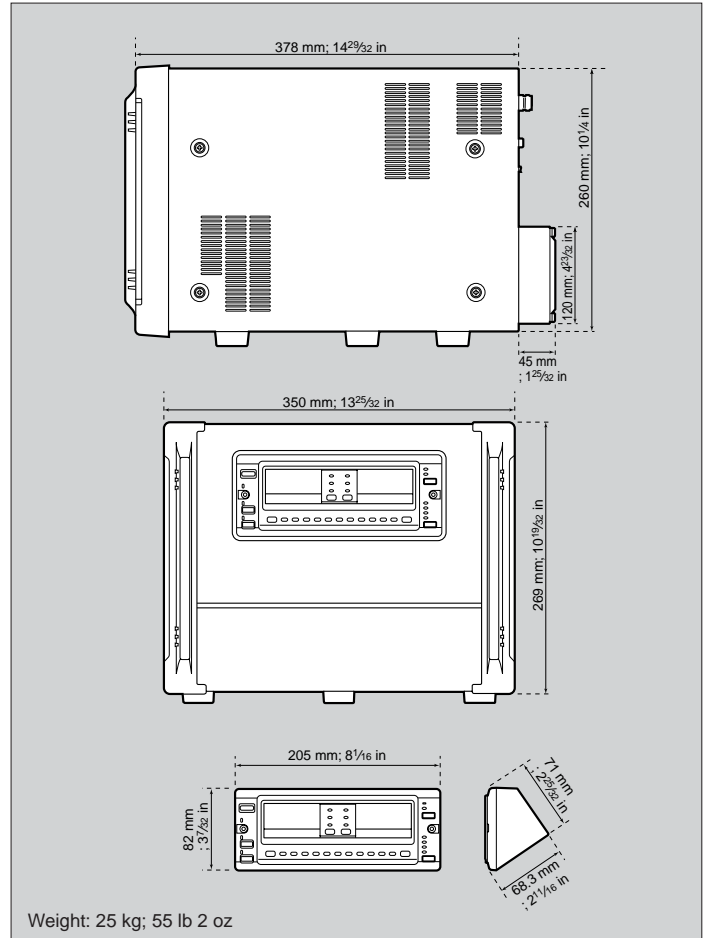 378 mm; 14 29/32 in
260 mm; 10 1/4 in
120 mm; 4 23/32 in
45 mm
; 1 25/32 in
350 mm; 13 25/32 in
269 mm; 10 19/32 in
205 mm; 8 1/16 in
82 mm
; 3 7/32 in
71 mm
; 2 25/32 in
68.3 mm
; 2 11/16 in
Weight: 25 kg; 55 lb 2 oz